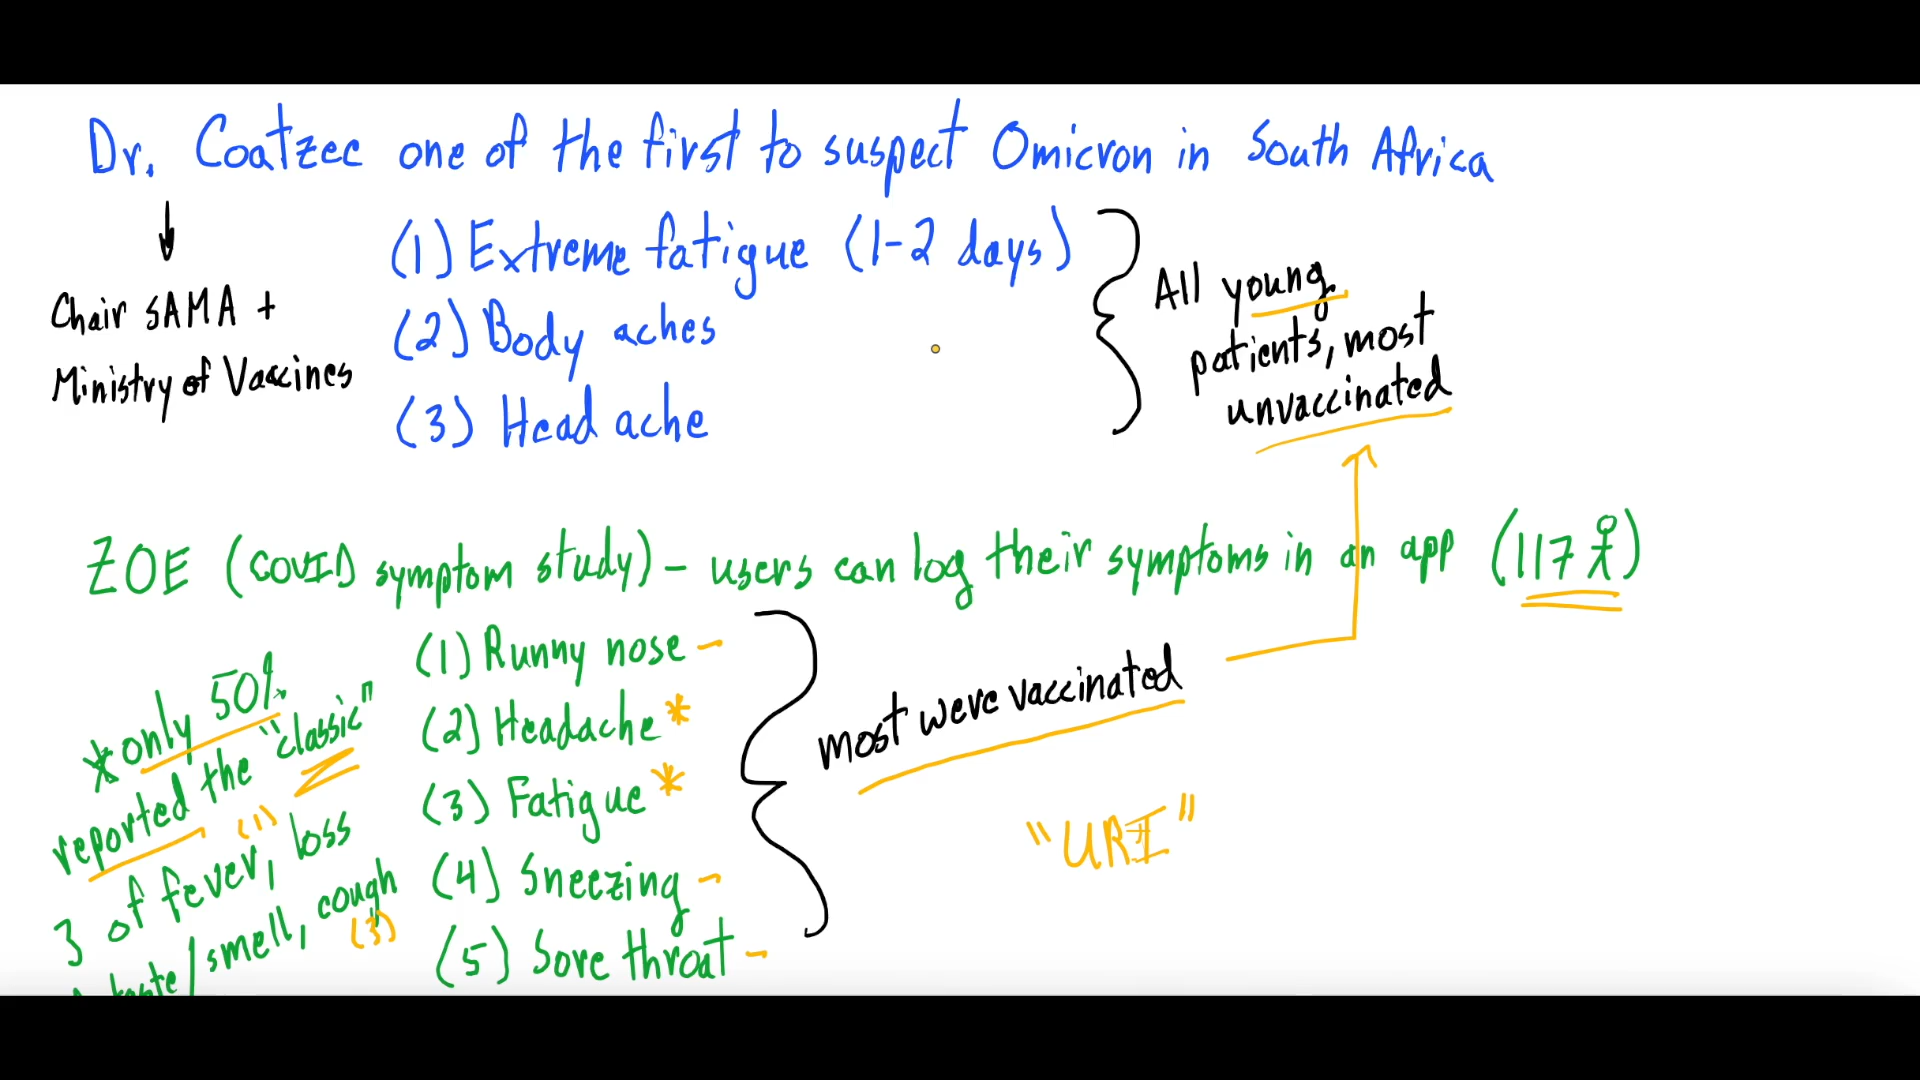 Dr. Coatzee one of the first to suspect Omicron in South Africa
(1) Extreme fatigue (1-2 days)
(2) Body aches
(3) Headache
Chair SAMA +
Ministry of Vaccines
All young
patients, most
unvaccinated
ZOE (COVID symptom study) - users can log their symptoms in an app (117)
(1) Runny nose -
(2) Headache *
(3) Fatigue *
(4) Sneezing -
(5) Sore throat -
most were vaccinated
"URI"
* only 50%
reported the "classic"
3 of fever, loss
(1)
taste/smell, cough
(3)